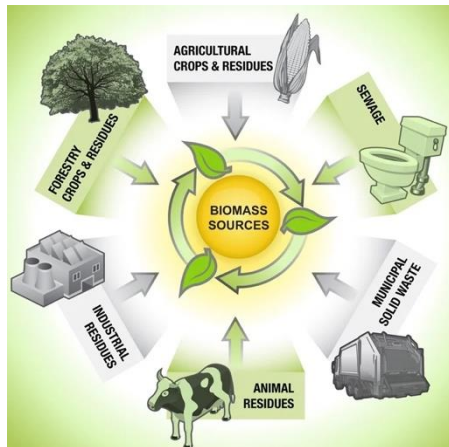 AGRICULTURAL
CROPS & RESIDUES
SEWAGE
MUNICIPAL
SOLID WASTE
ANIMAL
RESIDUES
INDUSTRIAL
RESIDUES
FORESTRY
CROPS & RESIDUES
BIOMASS
SOURCES